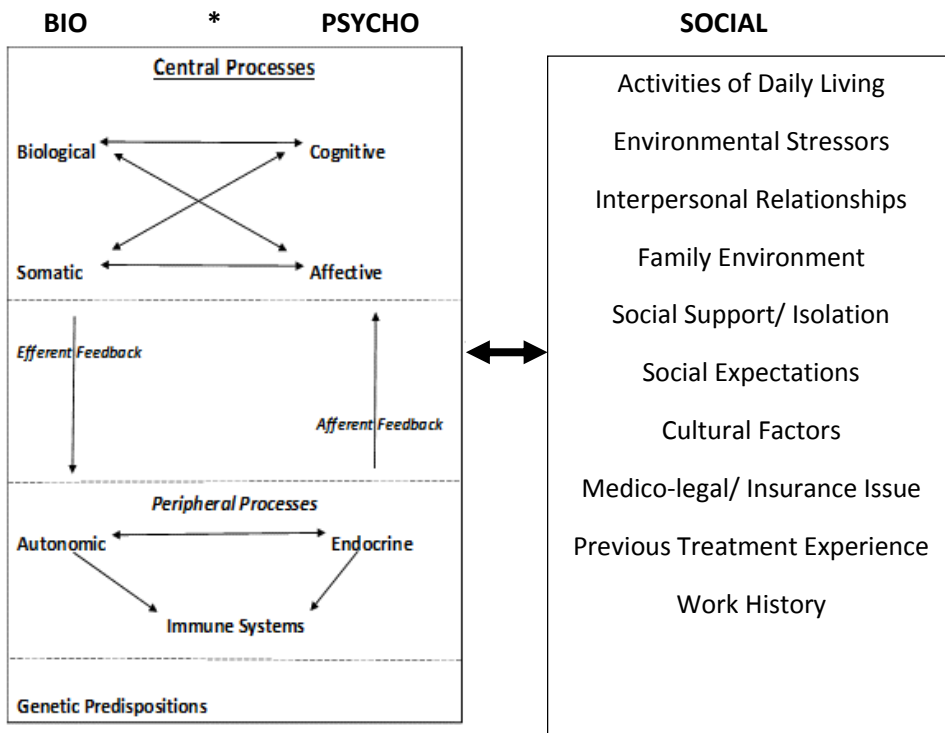 BIO * PSYCHO SOCIAL
Central Processes
Biological Cognitive
Somatic Affective
Efferent Feedback
Afferent Feedback
Peripheral Processes
Autonomic Endocrine
Immune Systems
Genetic Predispositions
Activities of Daily Living
Environmental Stressors
Interpersonal Relationships
Family Environment
Social Support/ Isolation
Social Expectations
Cultural Factors
Medico-legal/ Insurance Issue
Previous Treatment Experience
Work History